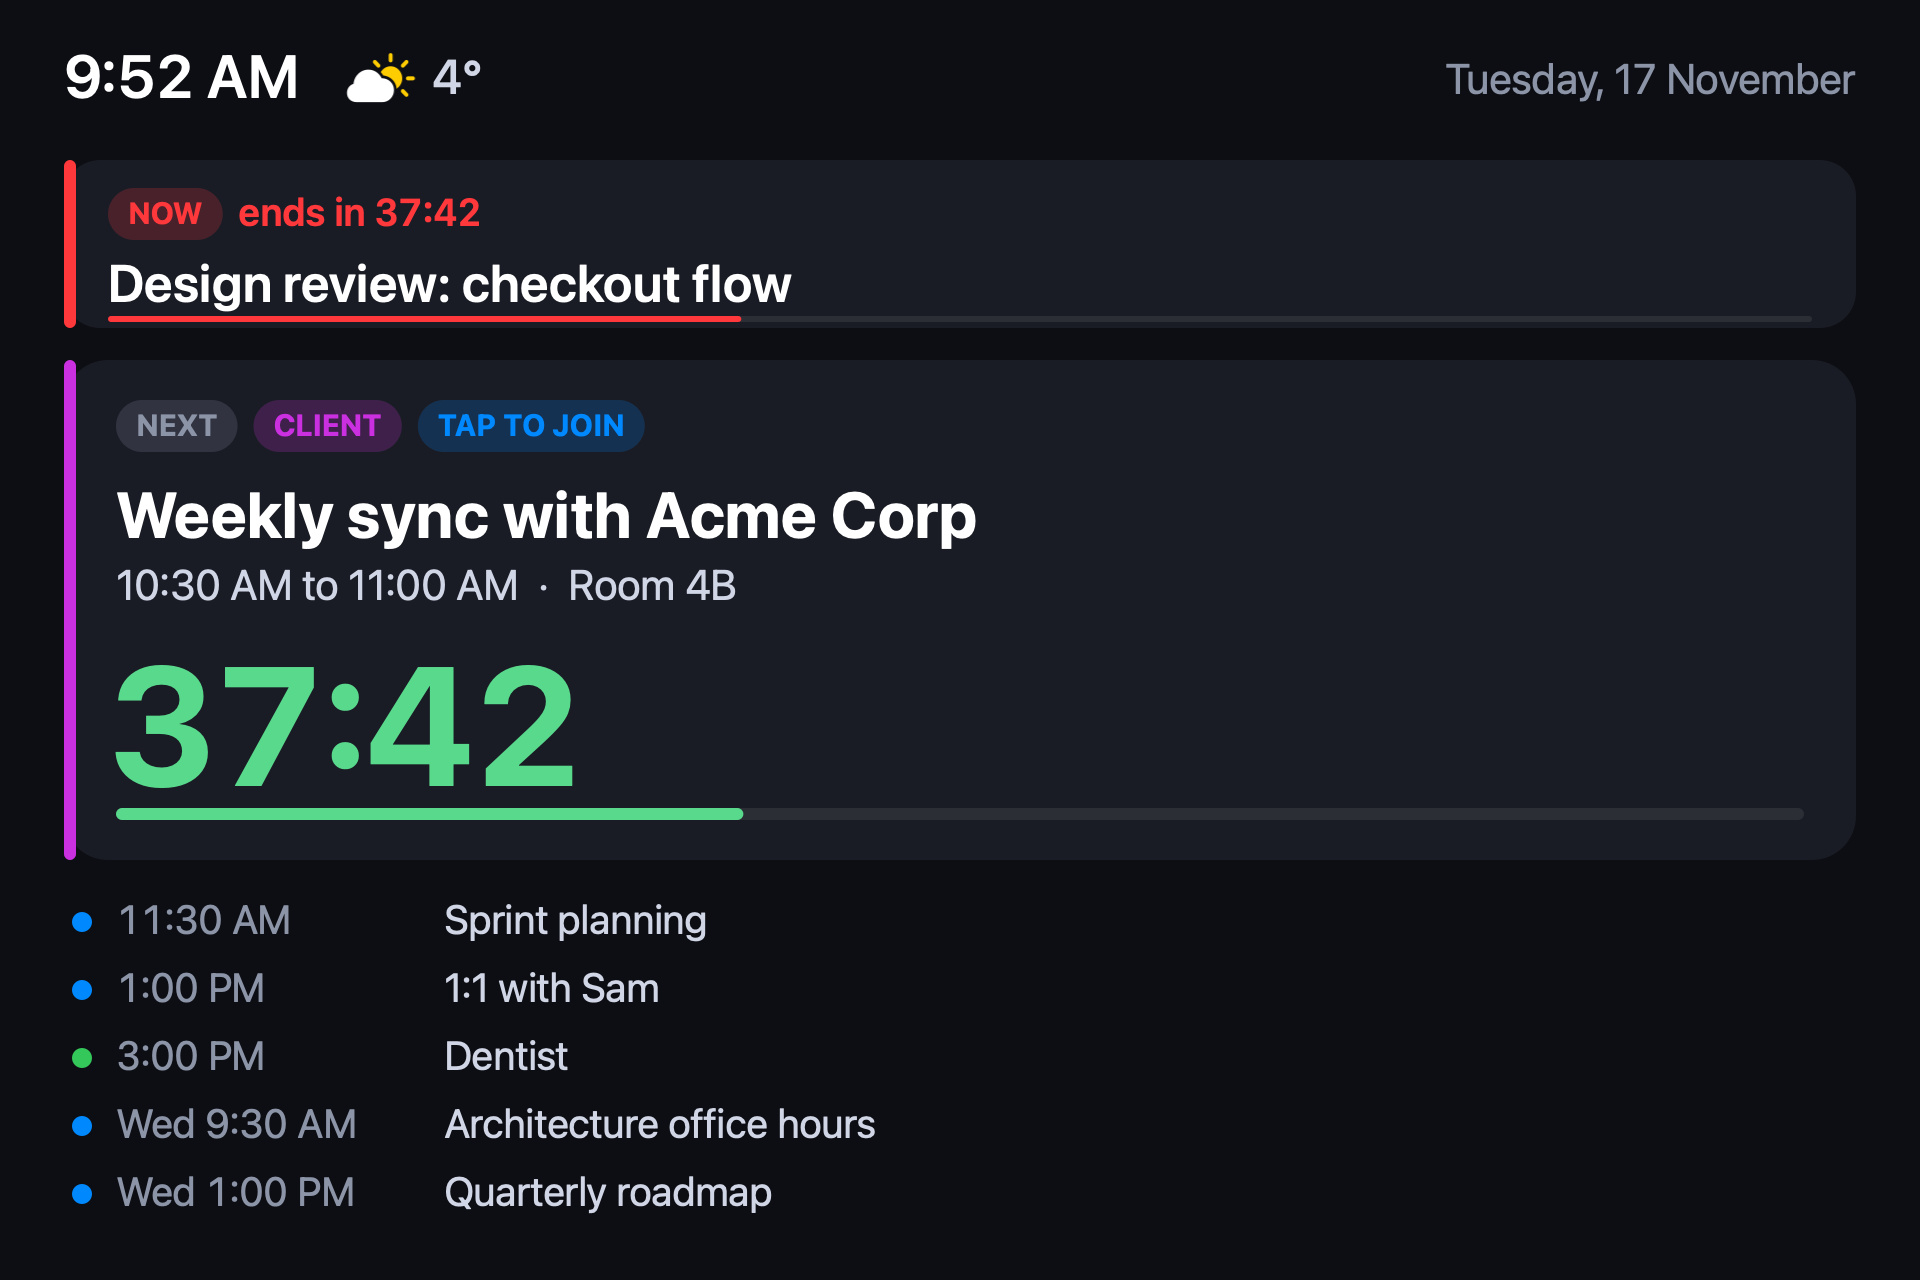 9:52 AM 4° Tuesday, 17 November
NOW ends in 37:42
Design review: checkout flow
NEXT CLIENT TAP TO JOIN
Weekly sync with Acme Corp
10:30 AM to 11:00 AM · Room 4B
37:42
11:30 AM Sprint planning
1:00 PM 1:1 with Sam
3:00 PM Dentist
Wed 9:30 AM Architecture office hours
Wed 1:00 PM Quarterly roadmap